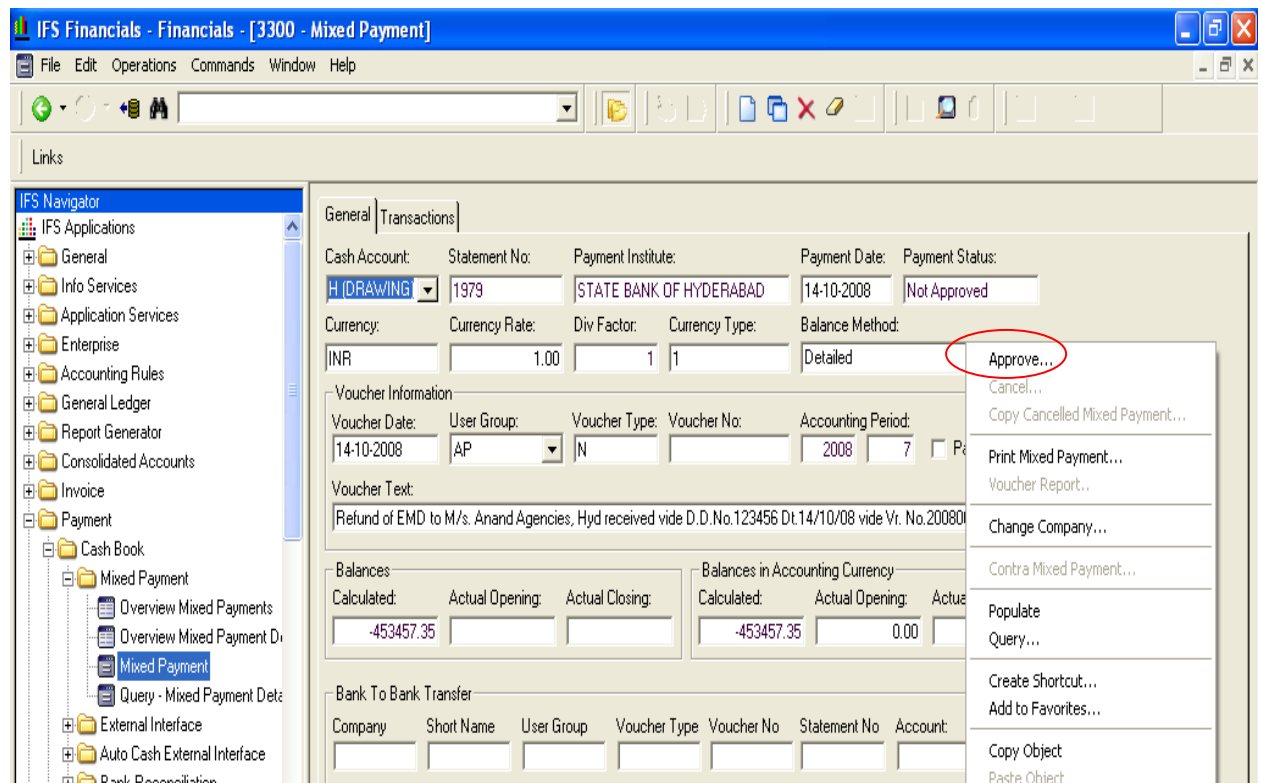 IFS Financials - Financials - [3300 - Mixed Payment]
File Edit Operations Commands Window Help
Links
IFS Navigator
IFS Applications
General
Info Services
Application Services
Enterprise
Accounting Rules
General Ledger
Report Generator
Consolidated Accounts
Invoice
Payment
Cash Book
Mixed Payment
Overview Mixed Payments
Overview Mixed Payment D
Mixed Payment
Query - Mixed Payment Deta
External Interface
Auto Cash External Interface
Bank Reconciliation
General Transactions
Cash Account: Statement No: Payment Institute: Payment Date: Payment Status:
H (DRAWING) 1979 STATE BANK OF HYDERABAD 14-10-2008 Not Approved
Currency: Currency Rate: Div Factor: Currency Type: Balance Method:
INR 1.00 1 1 Detailed
Voucher Information
Voucher Date: User Group: Voucher Type: Voucher No: Accounting Period:
14-10-2008 AP N 2008 7 Pa
Voucher Text:
Refund of EMD to M/s. Anand Agencies, Hyd received vide D.D.No.123456 Dt.14/10/08 vide Vr. No.20080
Balances Balances in Accounting Currency
Calculated: Actual Opening: Actual Closing: Calculated: Actual Opening: Actua
-453457.35 -453457.35 0.00
Bank To Bank Transfer
Company Short Name User Group Voucher Type Voucher No Statement No Account:
Approve...
Cancel...
Copy Cancelled Mixed Payment...
Print Mixed Payment...
Voucher Report..
Change Company...
Contra Mixed Payment...
Populate
Query...
Create Shortcut...
Add to Favorites...
Copy Object
Paste Object